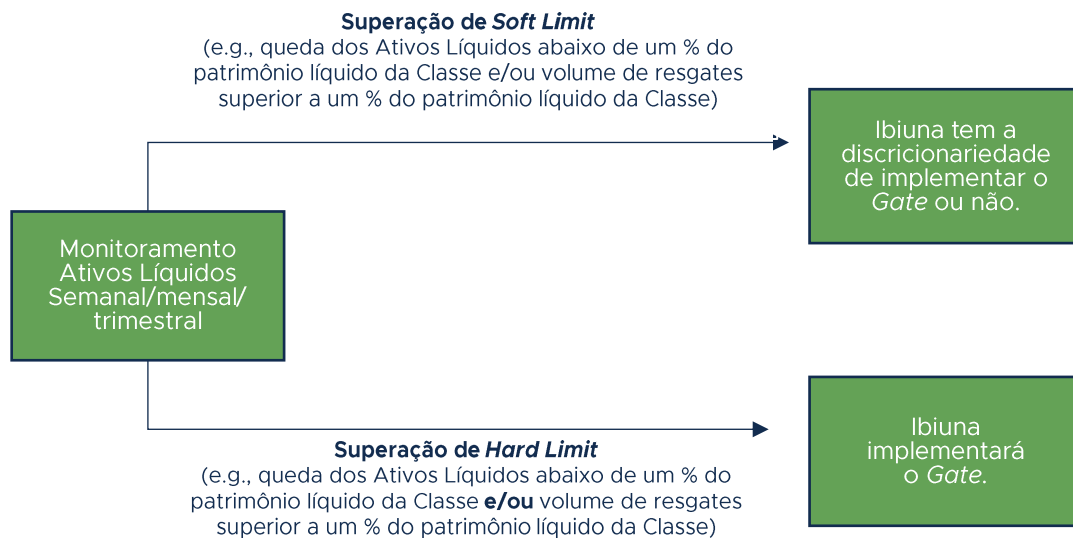 Superação de Soft Limit
(e.g., queda dos Ativos Líquidos abaixo de um % do
patrimônio líquido da Classe e/ou volume de resgates
superior a um % do patrimônio líquido da Classe)
Ibiuna tem a
discricionariedade
de implementar o
Gate ou não.
Monitoramento
Ativos Líquidos
Semanal/mensal/
trimestral
Superação de Hard Limit
(e.g., queda dos Ativos Líquidos abaixo de um % do
patrimônio líquido da Classe e/ou volume de resgates
superior a um % do patrimônio líquido da Classe)
Ibiuna
implementará
o Gate.